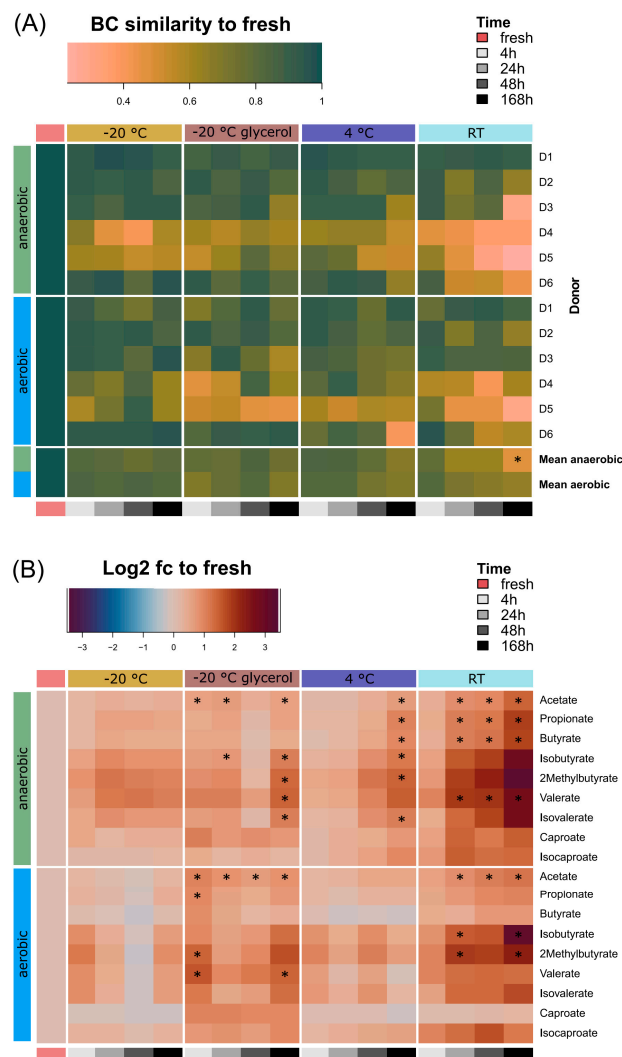 (A)
BC similarity to fresh
0.4 0.6 0.8 1
Time
fresh
4h
24h
48h
168h
-20 °C -20 °C glycerol 4 °C RT
anaerobic
D1
D2
D3
D4
D5
D6
Donor
aerobic
D1
D2
D3
D4
D5
D6
* Mean anaerobic
Mean aerobic
(B)
Log2 fc to fresh
−3 −2 −1 0 1 2 3
Time
fresh
4h
24h
48h
168h
-20 °C -20 °C glycerol 4 °C RT
anaerobic
* * * * * * * Acetate
* * * * Propionate
* * * * Butyrate
* * * Isobutyrate
* * 2Methylbutyrate
* * * * Valerate
* * Isovalerate
Caproate
Isocaproate
aerobic
* * * * * * * Acetate
* Propionate
Butyrate
* * Isobutyrate
* * * 2Methylbutyrate
* * Valerate
Isovalerate
Caproate
Isocaproate